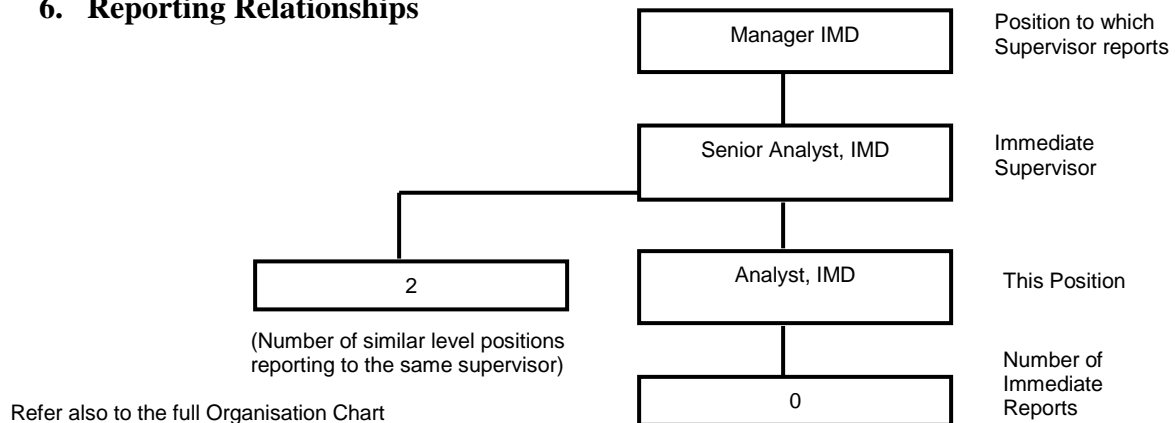 6. Reporting Relationships
Manager IMD
Position to which
Supervisor reports
Senior Analyst, IMD
Immediate
Supervisor
2
Analyst, IMD
This Position
(Number of similar level positions
reporting to the same supervisor)
0
Number of
Immediate
Reports
Refer also to the full Organisation Chart